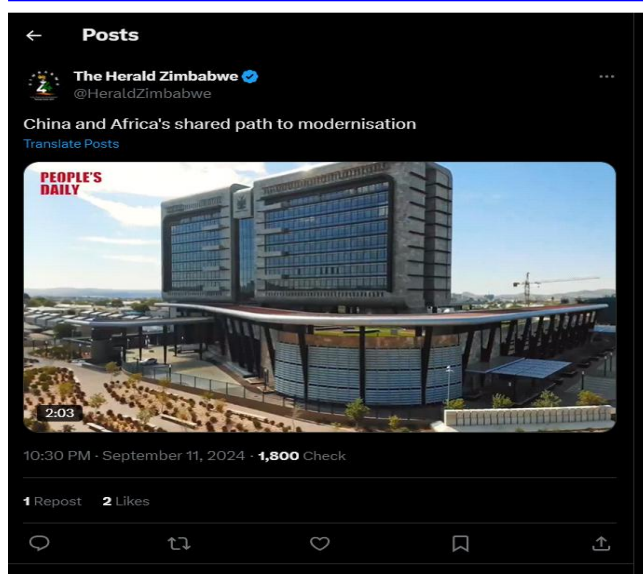 Posts
The Herald Zimbabwe
@HeraldZimbabwe
China and Africa's shared path to modernisation
Translate Posts
PEOPLE'S
DAILY
2:03
10:30 PM · September 11, 2024 · 1,800 Check
1 Repost 2 Likes